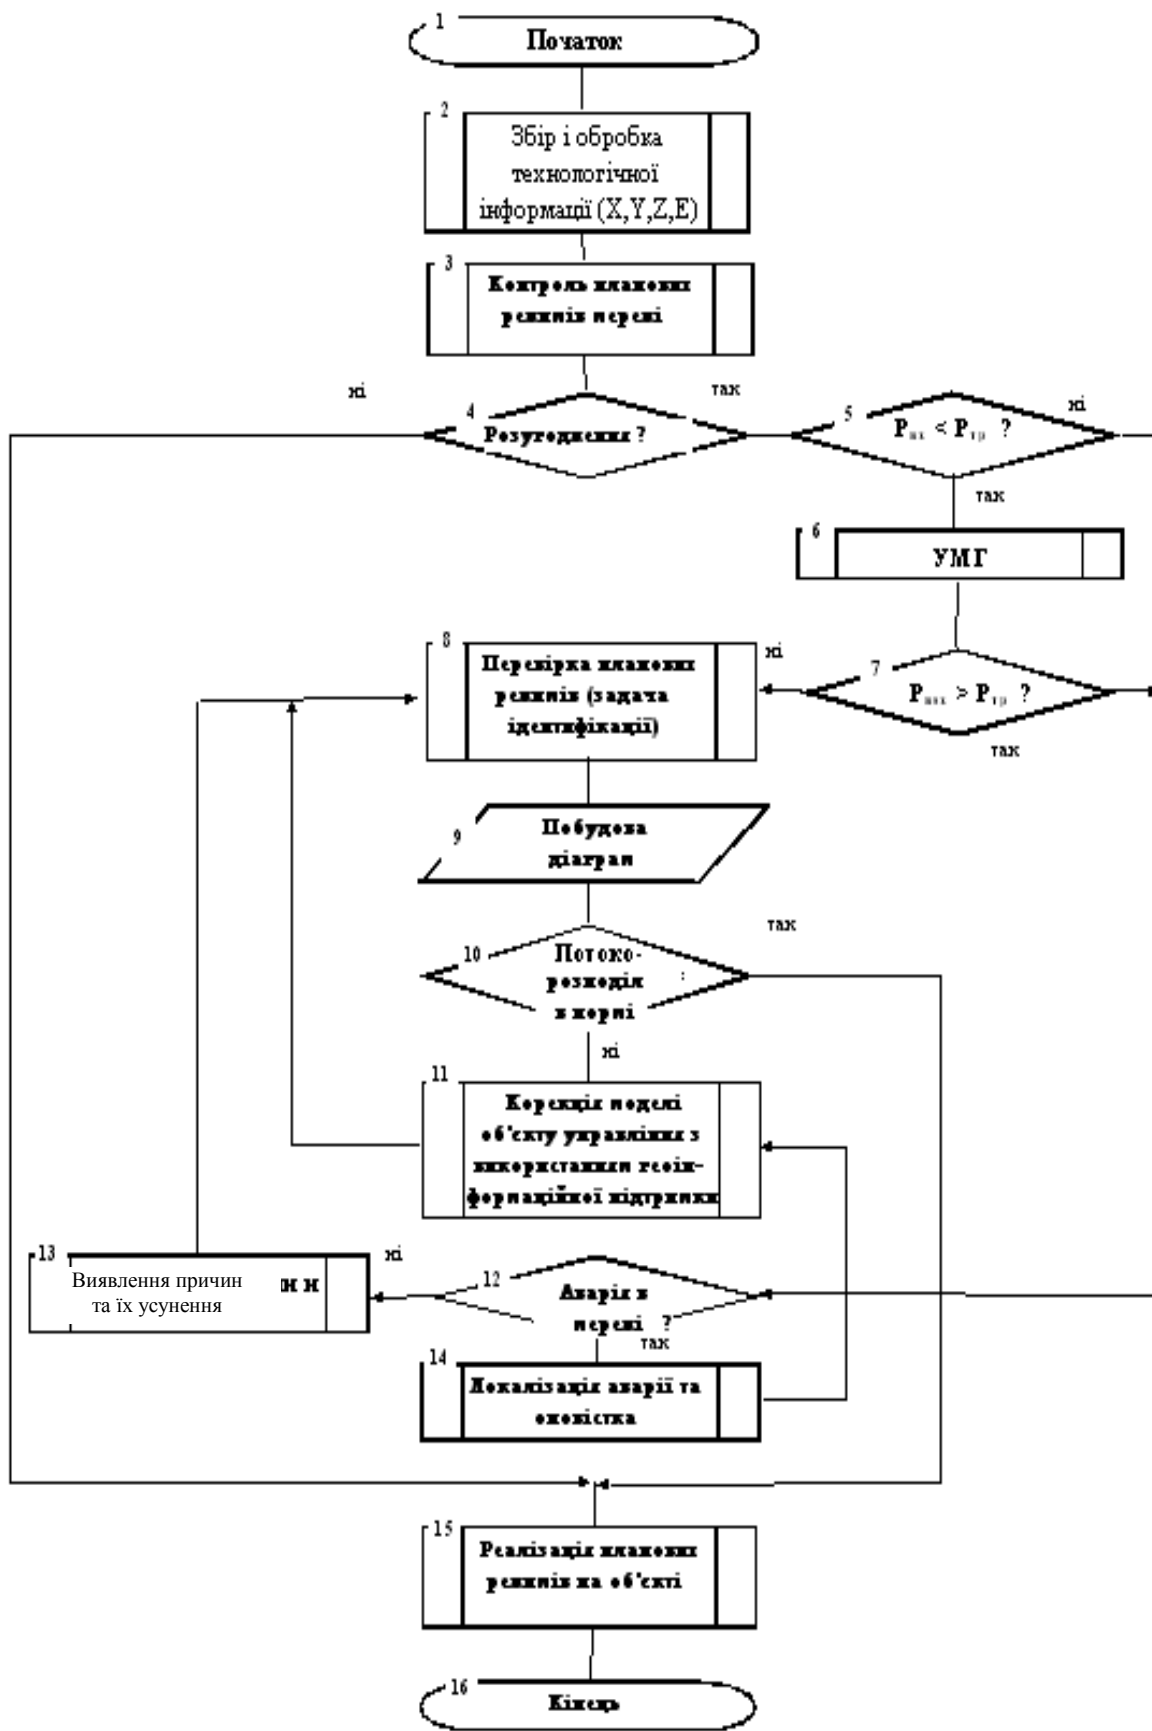 1
Початок
2
Збір і обробка
технологічної
інформації (X,Y,Z,E)
3
Контроль планових
режимів мережі
ні
так
4
Розугодження ?
5
ні
P < P ?
так
6
УМГ
8
Перевірка планових
режимів (задача
ідентифікації)
ні
7
P > P ?
так
9
Побудова
діаграм
так
10
Потоко-
розподіл
в нормі
:
ні
11
Корекція моделі
об'єкту управління з
використанням геоін-
формаційної підтримки
13
ні
Виявлення причин
та їх усунення
12
Аварія в
мережі ?
так
14
Локалізація аварії та
оповістка
15
Реалізація планових
режимів на об'єкті
16
Кінець